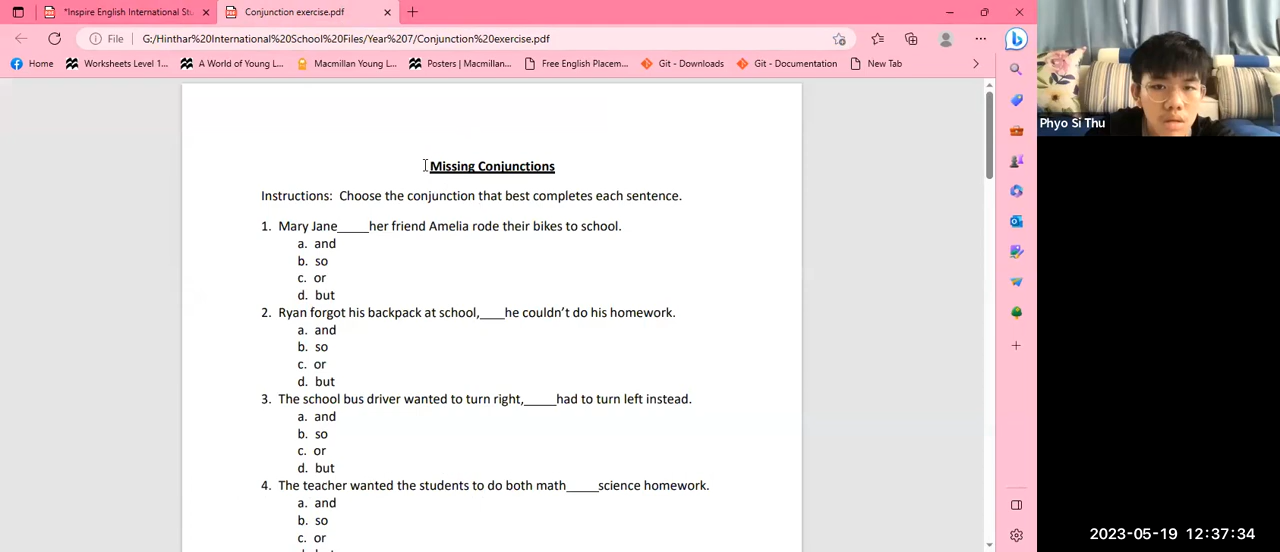 *Inspire English International Stu
Conjunction exercise.pdf
File
G:/Hinthar%20International%20School%20Files/Year%207/Conjunction%20exercise.pdf
Home
Worksheets Level 1...
A World of Young L...
Macmillan Young L...
Posters | Macmillan...
Free English Placem...
Git - Downloads
Git - Documentation
New Tab
Missing Conjunctions
Instructions: Choose the conjunction that best completes each sentence.
1. Mary Jane_____her friend Amelia rode their bikes to school.
a. and
b. so
c. or
d. but
2. Ryan forgot his backpack at school,____he couldn't do his homework.
a. and
b. so
c. or
d. but
3. The school bus driver wanted to turn right,_____had to turn left instead.
a. and
b. so
c. or
d. but
4. The teacher wanted the students to do both math_____science homework.
a. and
b. so
c. or
d. but
Phyo Si Thu
2023-05-19 12:37:34